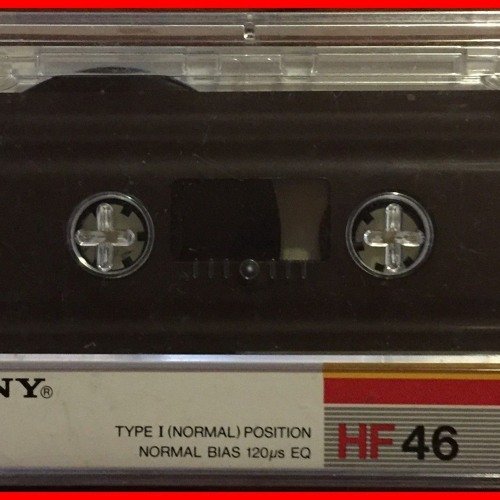 NY®
TYPE I (NORMAL) POSITION
NORMAL BIAS 120µs EQ
HF 46